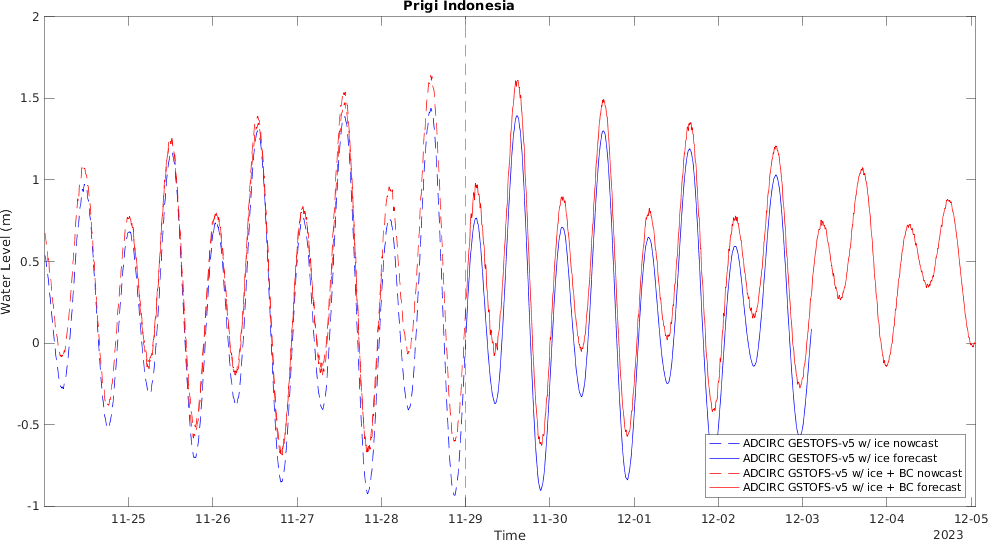 Prigi Indonesia
2
1.5
1
0.5
0
-0.5
-1
Water Level (m)
11-25 11-26 11-27 11-28 11-29 11-30 12-01 12-02 12-03 12-04 12-05
Time
2023
ADCIRC GESTOFS-v5 w/ ice nowcast
ADCIRC GESTOFS-v5 w/ ice forecast
ADCIRC GSTOFS-v5 w/ ice + BC nowcast
ADCIRC GSTOFS-v5 w/ ice + BC forecast